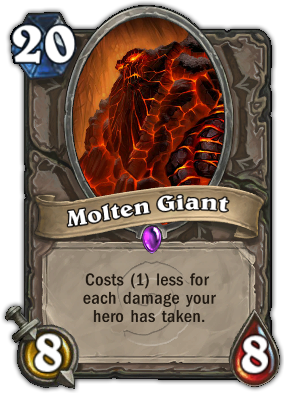 20
Molten Giant
Costs (1) less for
each damage your
hero has taken.
8
8